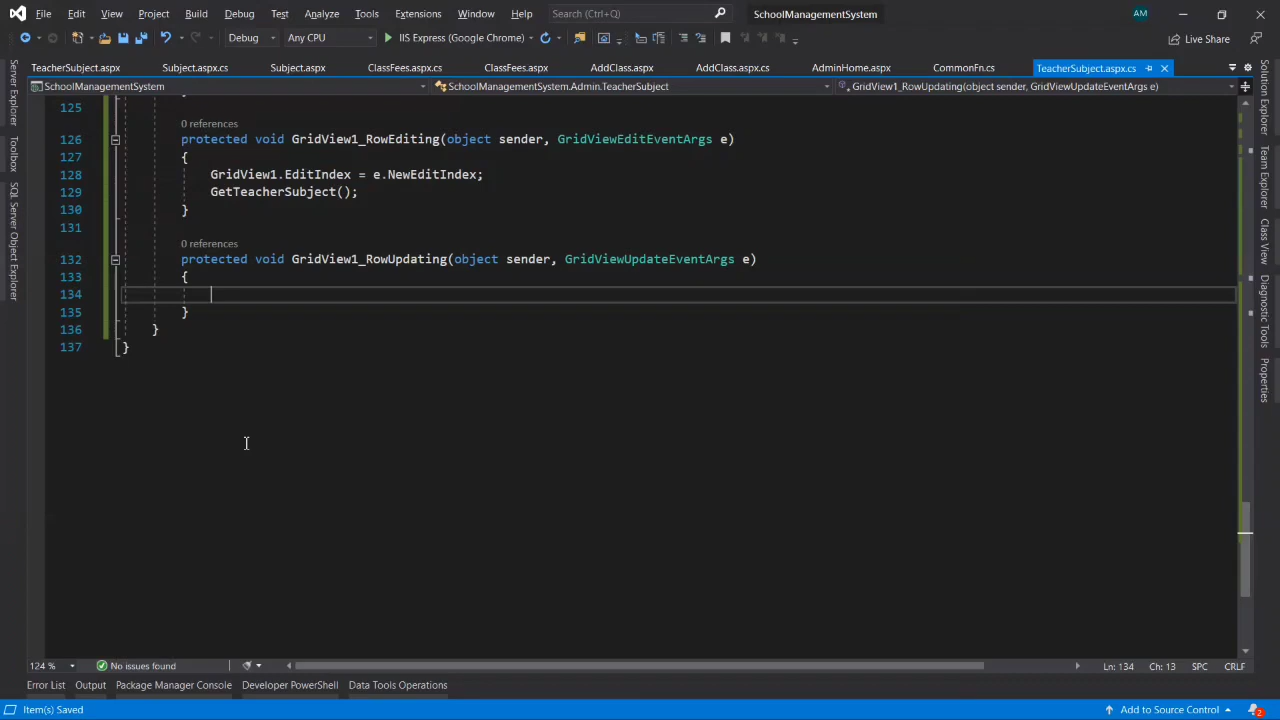 File Edit View Project Build Debug Test Analyze Tools Extensions Window Help Search (Ctrl+Q) SchoolManagementSystem AM
Debug Any CPU IIS Express (Google Chrome) Live Share
TeacherSubject.aspx Subject.aspx.cs Subject.aspx ClassFees.aspx.cs ClassFees.aspx AddClass.aspx AddClass.aspx.cs AdminHome.aspx CommonFn.cs TeacherSubject.aspx.cs
SchoolManagementSystem SchoolManagementSystem.Admin.TeacherSubject GridView1_RowUpdating(object sender, GridViewUpdateEventArgs e)
Server Explorer
Toolbox
SQL Server Object Explorer
125
0 references
126 protected void GridView1_RowEditing(object sender, GridViewEditEventArgs e)
127 {
128 GridView1.EditIndex = e.NewEditIndex;
129 GetTeacherSubject();
130 }
131
0 references
132 protected void GridView1_RowUpdating(object sender, GridViewUpdateEventArgs e)
133 {
134
135 }
136 }
137 }
Solution Explorer
Team Explorer
Class View
Diagnostic Tools
Properties
124 % No issues found Ln: 134 Ch: 13 SPC CRLF
Error List Output Package Manager Console Developer PowerShell Data Tools Operations
Item(s) Saved Add to Source Control 2